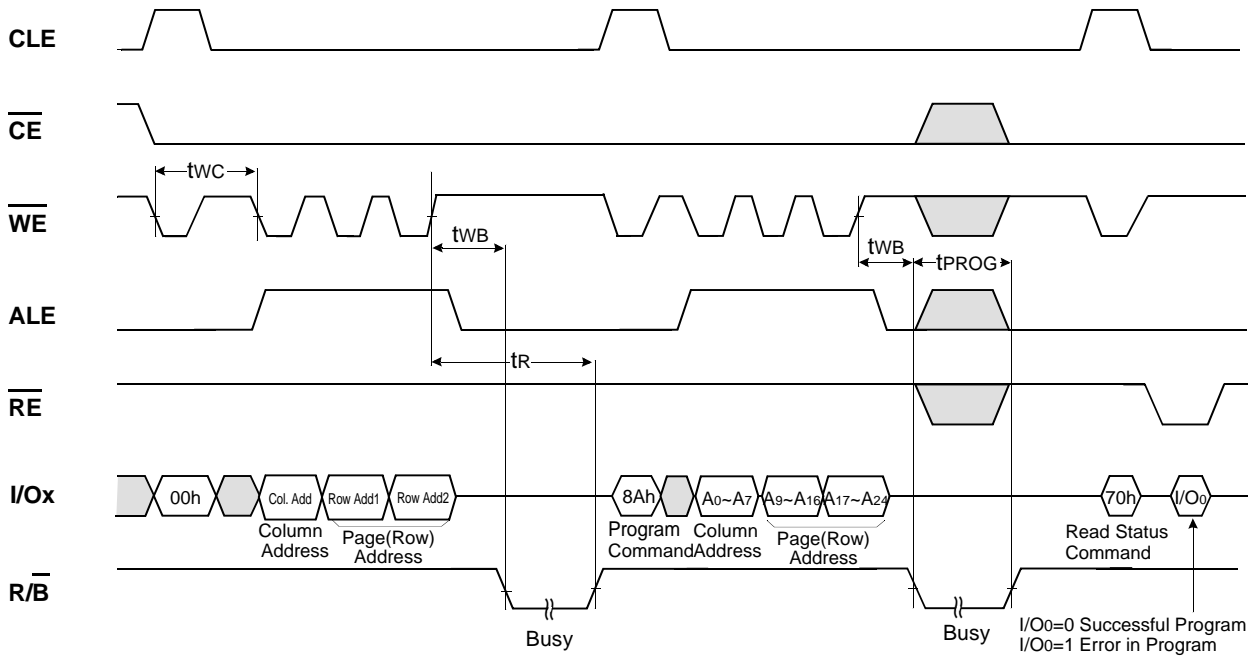 CLE
CE
tWC
WE
tWB
tWB
tPROG
ALE
tR
RE
I/Ox
00h
Col. Add
Row Add1
Row Add2
8Ah
A0~A7
A9~A16
A17~A24
70h
I/O0
Column
Address
Page(Row)
Address
Program
Command
Column
Address
Page(Row)
Address
Read Status
Command
R/B
Busy
Busy
I/O0=0 Successful Program
I/O0=1 Error in Program